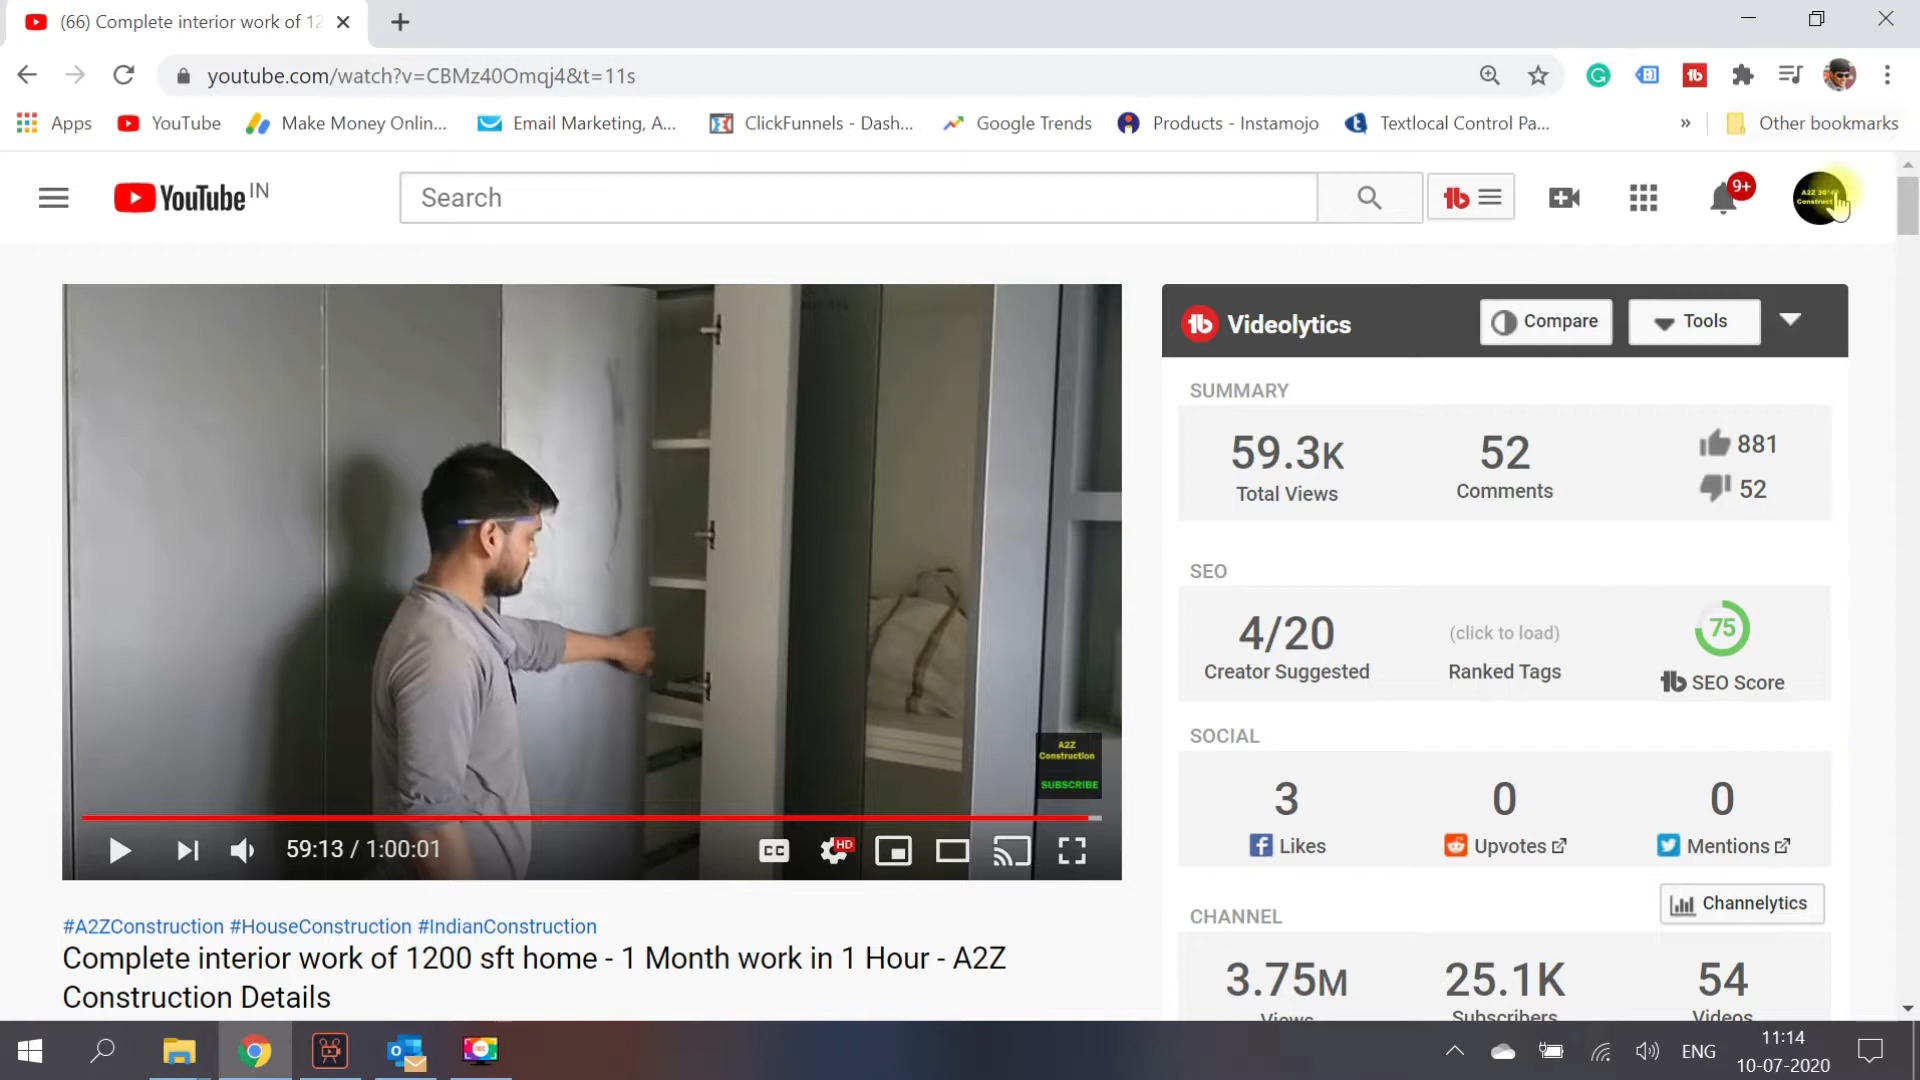 (66) Complete interior work of 12
youtube.com/watch?v=CBMz40Omqj4&t=11s
Apps YouTube Make Money Onlin... Email Marketing, A... ClickFunnels - Dash... Google Trends Products - Instamojo Textlocal Control Pa... » Other bookmarks
YouTube IN
Search
9+
A2Z
Videolytics
Compare
Tools
SUMMARY
59.3K 52 881
Total Views Comments 52
SEO
4/20 (click to load) 75
Creator Suggested Ranked Tags SEO Score
SOCIAL
3 0 0
Likes Upvotes Mentions
CHANNEL Channelytics
3.75M 25.1K 54
Views Subscribers Videos
A2Z
Construction
SUBSCRIBE
59:13 / 1:00:01
CC HD
#A2ZConstruction #HouseConstruction #IndianConstruction
Complete interior work of 1200 sft home - 1 Month work in 1 Hour - A2Z
Construction Details
ENG
11:14
10-07-2020